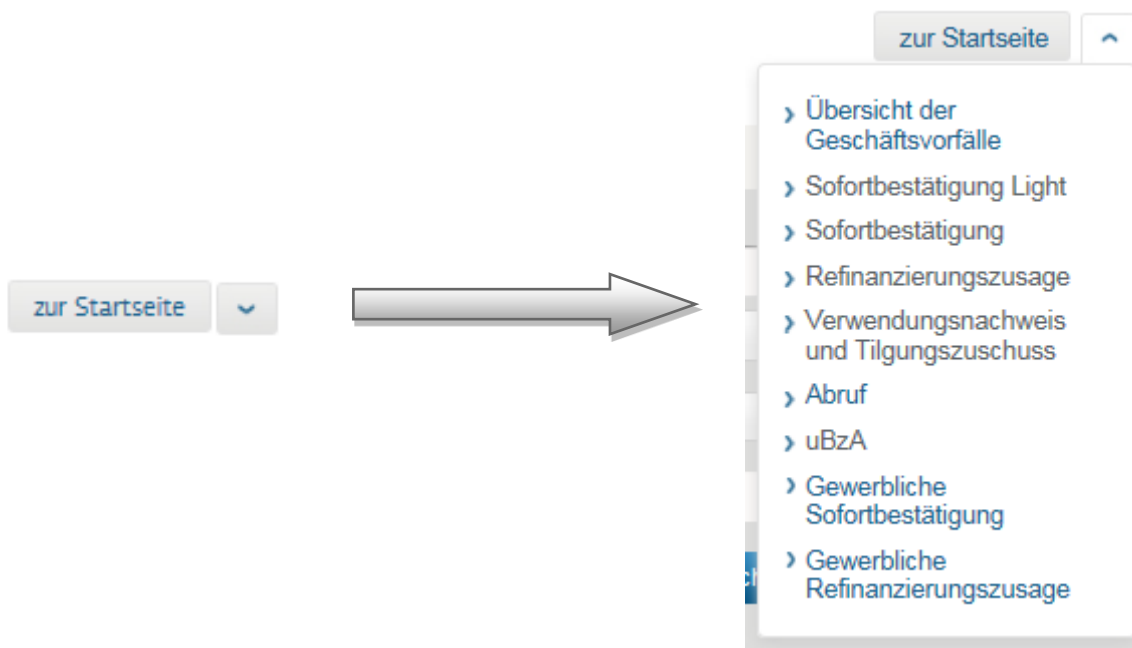 zur Startseite
zur Startseite
Übersicht der
Geschäftsvorfälle
Sofortbestätigung Light
Sofortbestätigung
Refinanzierungszusage
Verwendungsnachweis
und Tilgungszuschuss
Abruf
uBzA
Gewerbliche
Sofortbestätigung
Gewerbliche
Refinanzierungszusage